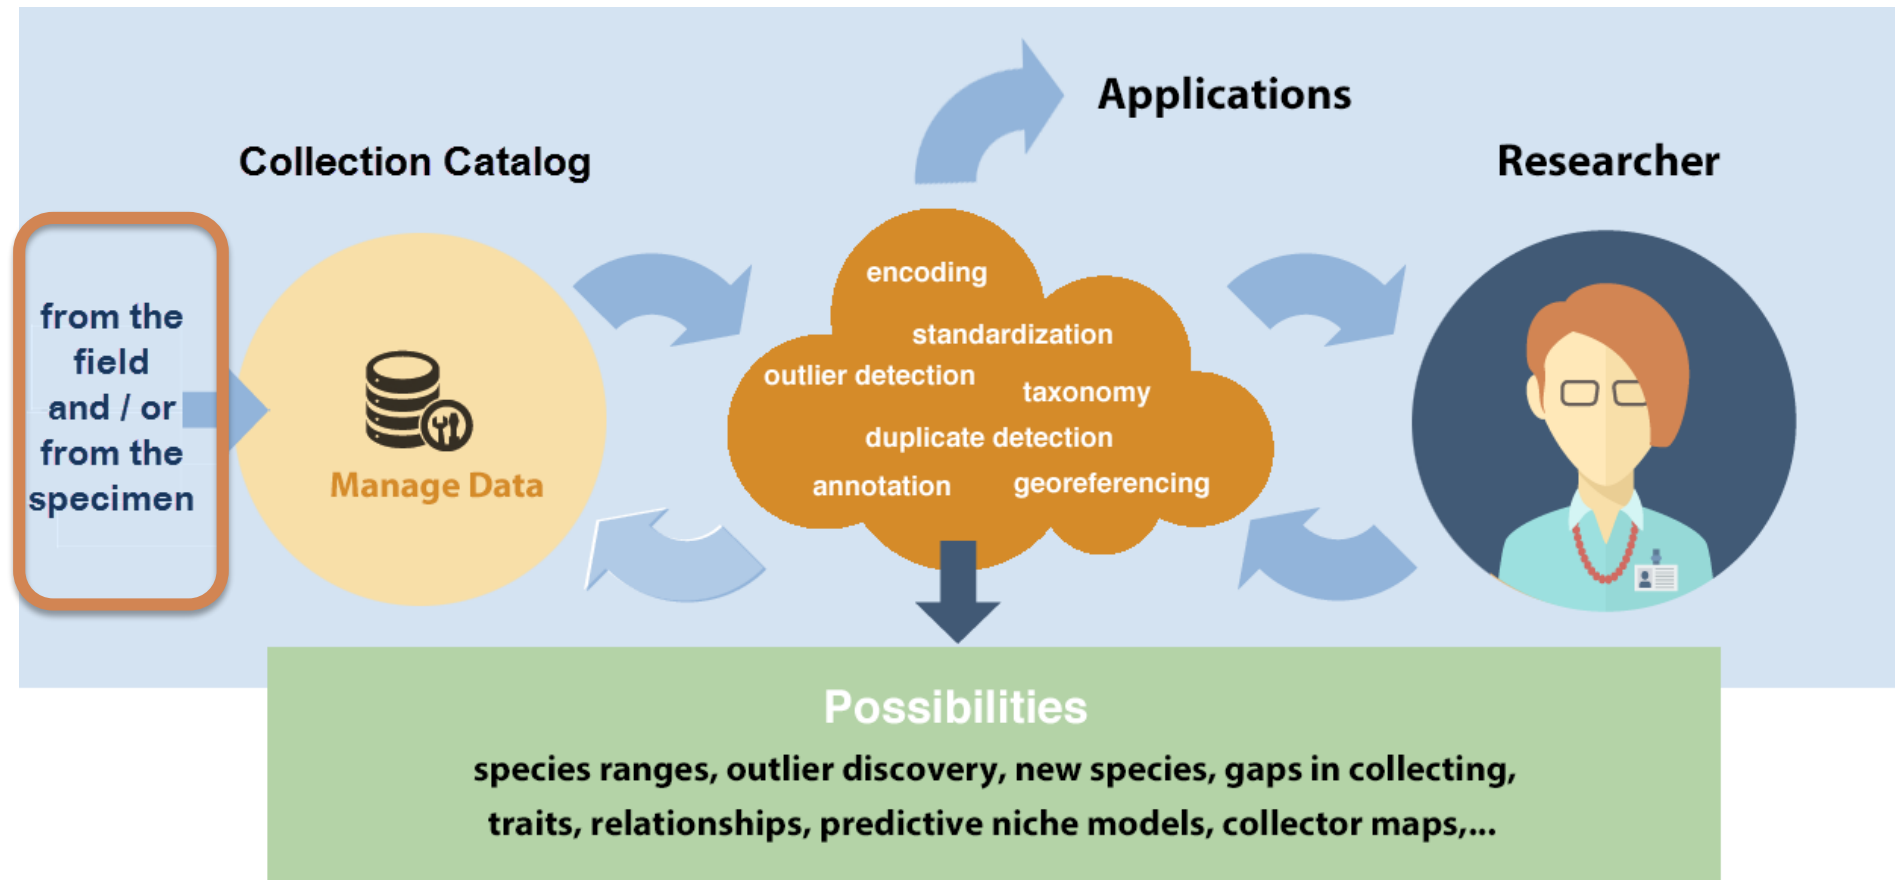 Applications
Collection Catalog
Researcher
from the
field
and / or
from the
specimen
Manage Data
encoding
standardization
outlier detection
taxonomy
duplicate detection
annotation
georeferencing
Possibilities
species ranges, outlier discovery, new species, gaps in collecting,
traits, relationships, predictive niche models, collector maps,...